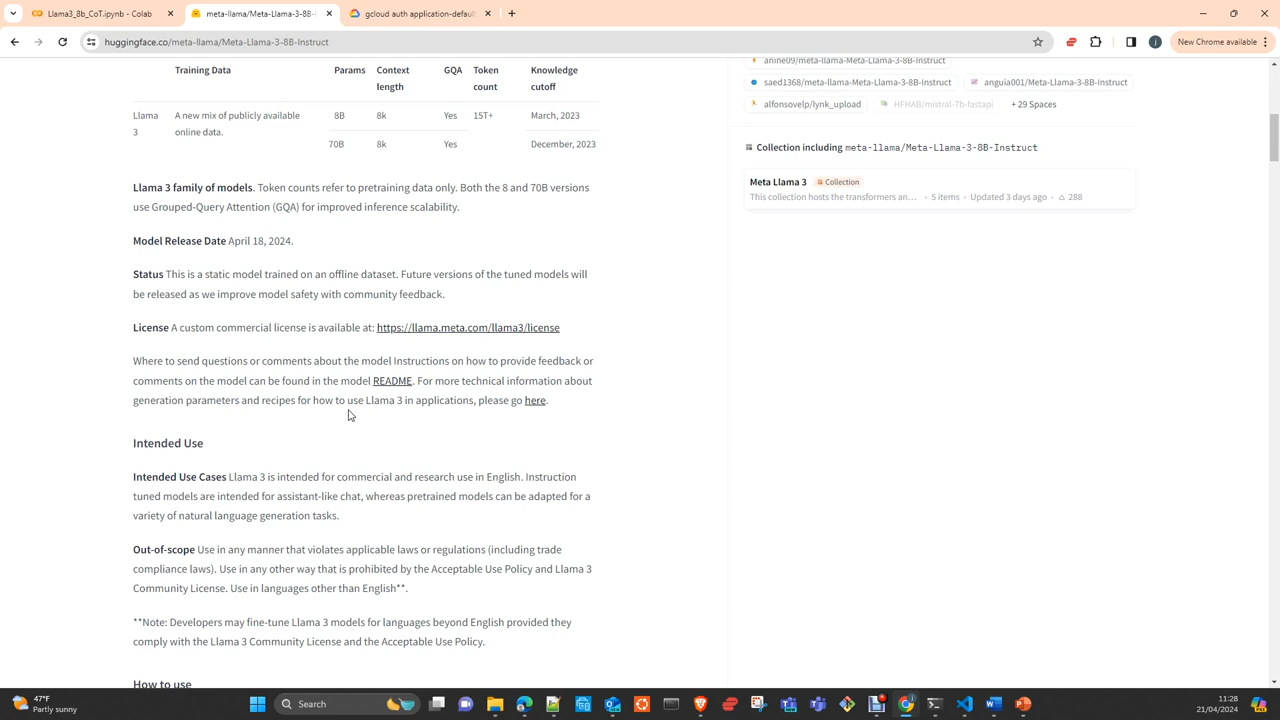 Llama3_8b_CoT.ipynb - Colab
meta-llama/Meta-Llama-3-8B-I
gcloud auth application-default
huggingface.co/meta-llama/Meta-Llama-3-8B-Instruct
New Chrome available
Training Data Params Context length GQA Token count Knowledge cutoff
Llama 3 A new mix of publicly available online data. 8B 8k Yes 15T+ March, 2023
70B 8k Yes December, 2023
Llama 3 family of models. Token counts refer to pretraining data only. Both the 8 and 70B versions
use Grouped-Query Attention (GQA) for improved inference scalability.
Model Release Date April 18, 2024.
Status This is a static model trained on an offline dataset. Future versions of the tuned models will
be released as we improve model safety with community feedback.
License A custom commercial license is available at: https://llama.meta.com/llama3/license
Where to send questions or comments about the model Instructions on how to provide feedback or
comments on the model can be found in the model README. For more technical information about
generation parameters and recipes for how to use Llama 3 in applications, please go here.
Intended Use
Intended Use Cases Llama 3 is intended for commercial and research use in English. Instruction
tuned models are intended for assistant-like chat, whereas pretrained models can be adapted for a
variety of natural language generation tasks.
Out-of-scope Use in any manner that violates applicable laws or regulations (including trade
compliance laws). Use in any other way that is prohibited by the Acceptable Use Policy and Llama 3
Community License. Use in languages other than English**.
**Note: Developers may fine-tune Llama 3 models for languages beyond English provided they
comply with the Llama 3 Community License and the Acceptable Use Policy.
How to use
anine09/meta-llama-Meta-Llama-3-8B-Instruct
saed1368/meta-llama-Meta-Llama-3-8B-Instruct anguia001/Meta-Llama-3-8B-Instruct
alfonsovelp/lynk_upload HFHAB/mistral-7b-fastapi + 29 Spaces
Collection including meta-llama/Meta-Llama-3-8B-Instruct
Meta Llama 3 Collection
This collection hosts the transformers an… • 5 items • Updated 3 days ago • 288
47°F
Partly sunny
Search
11:28
21/04/2024